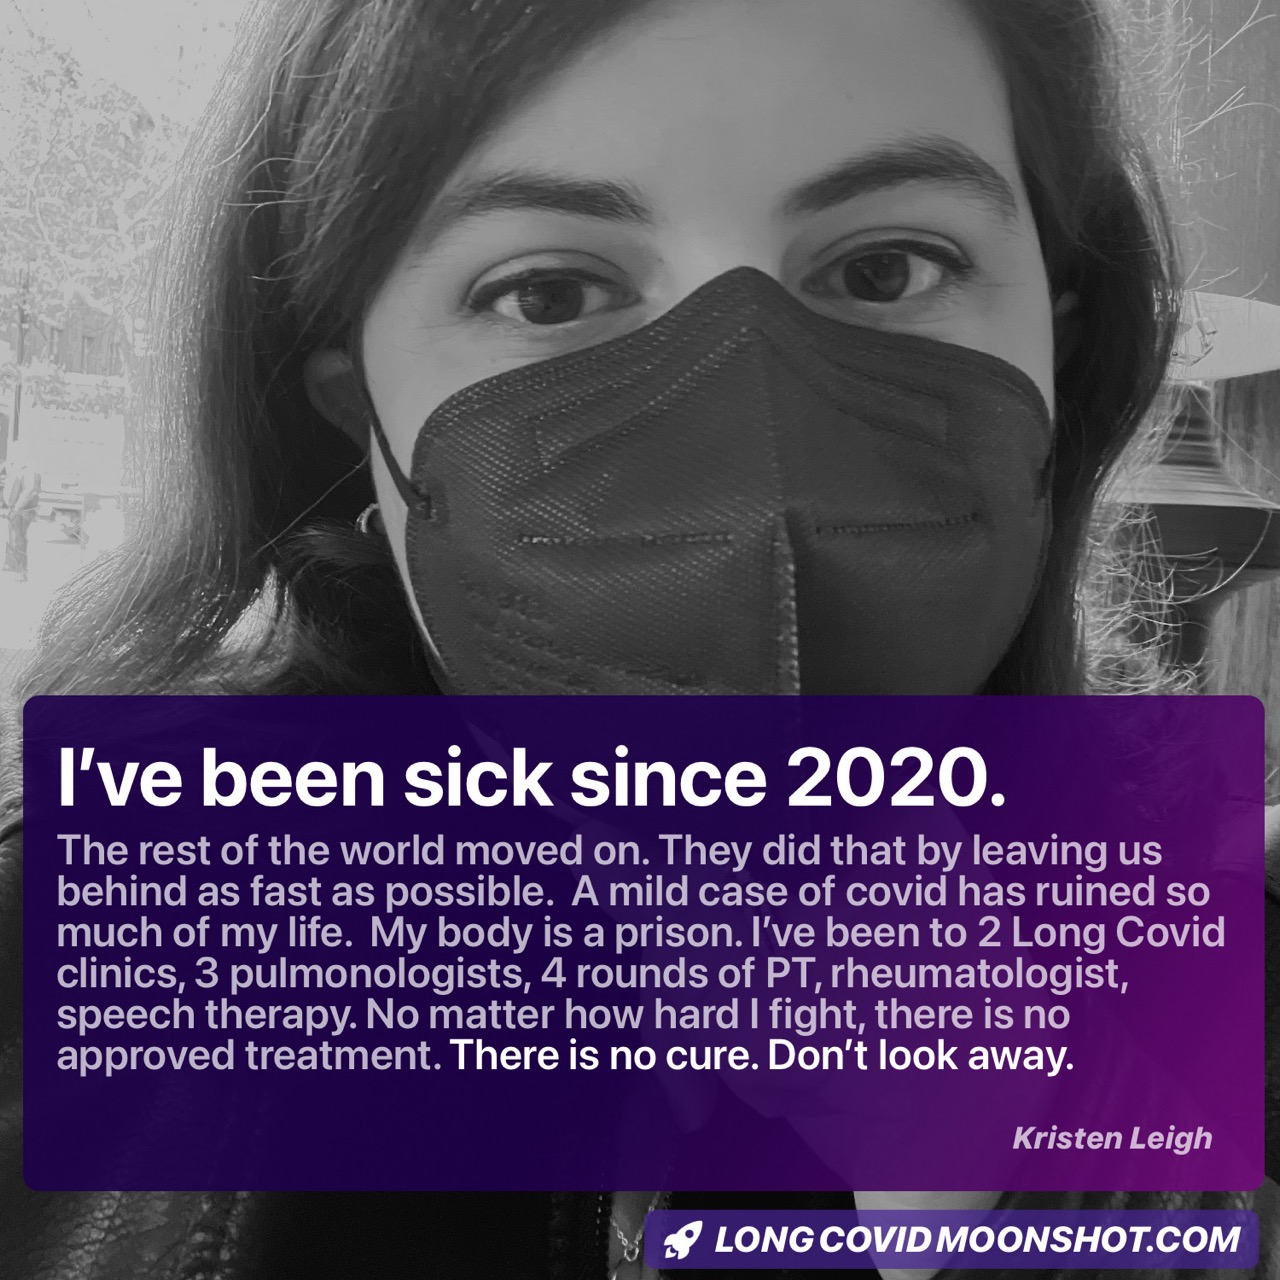 I’ve been sick since 2020.
The rest of the world moved on. They did that by leaving us
behind as fast as possible.  A mild case of covid has ruined so
much of my life.  My body is a prison. I’ve been to 2 Long Covid
clinics, 3 pulmonologists, 4 rounds of PT, rheumatologist,
speech therapy. No matter how hard I fight, there is no
approved treatment. There is no cure. Don’t look away.
Kristen Leigh
LONG COVID MOONSHOT.COM